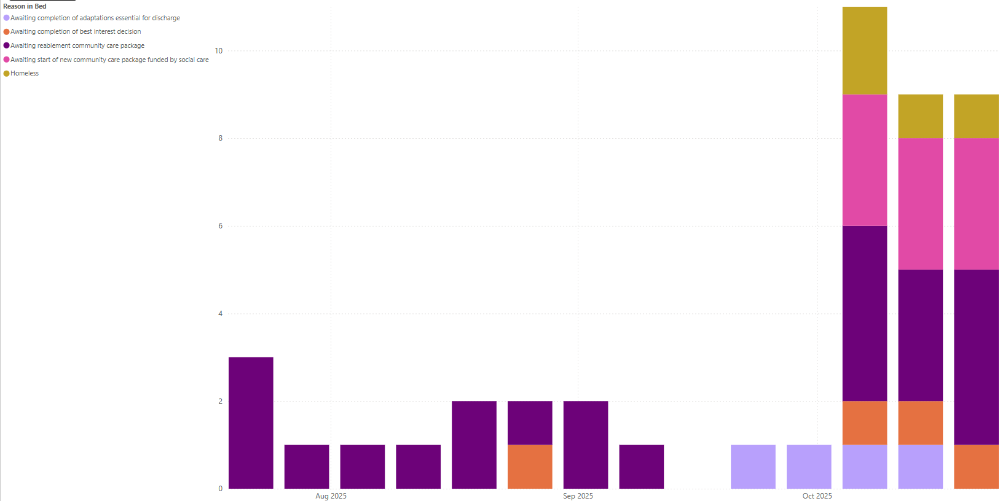 Reason in Bed
Awaiting completion of adaptations essential for discharge
Awaiting completion of best interest decision
Awaiting reablement community care package
Awaiting start of new community care package funded by social care
Homeless
10
8
6
4
2
0
Aug 2025
Sep 2025
Oct 2025